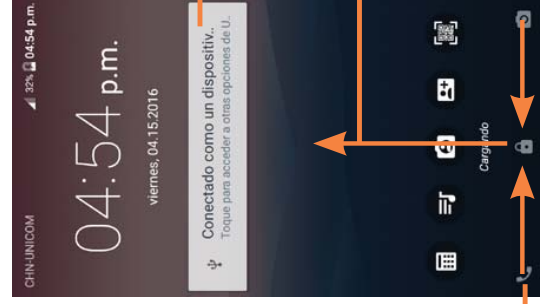 CHN-UNICOM 32% 04:54 p.m.
04:54 p.m.
viernes, 04.15.2016
Conectado como un dispositiv..
Toque para acceder a otras opciones de U..
Cargando